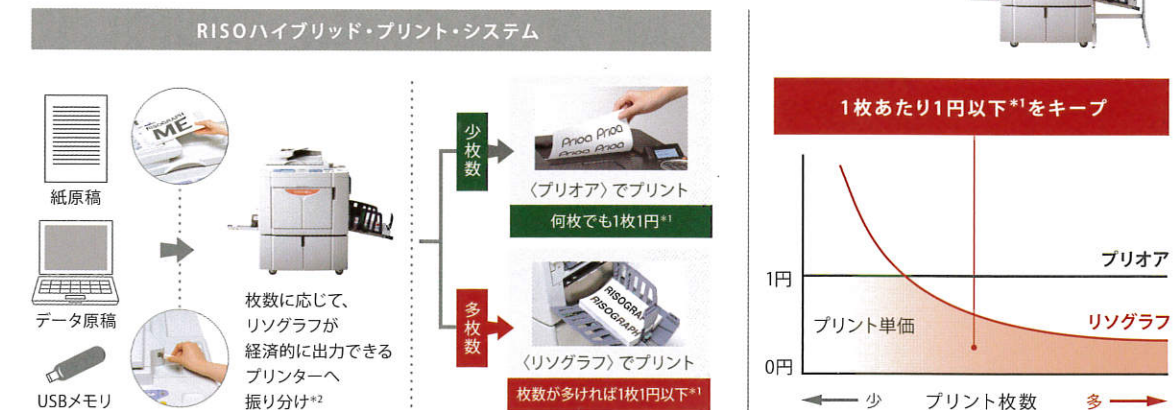 RISOハイブリッド・プリント・システム
紙原稿
データ原稿
USBメモリ
RISOGRAPH
ME
枚数に応じて、
リソグラフが
経済的に出力できる
プリンターへ
振り分け*2
少枚数
Prioa Prioa
Prioa Prioa
〈プリオア〉でプリント
何枚でも1枚1円*1
多枚数
RISOGRAPH
RISOGRAPH
〈リソグラフ〉でプリント
枚数が多ければ1枚1円以下*1
1枚あたり1円以下*1をキープ
プリオア
1円
リソグラフ
プリント単価
0円
少
プリント枚数
多